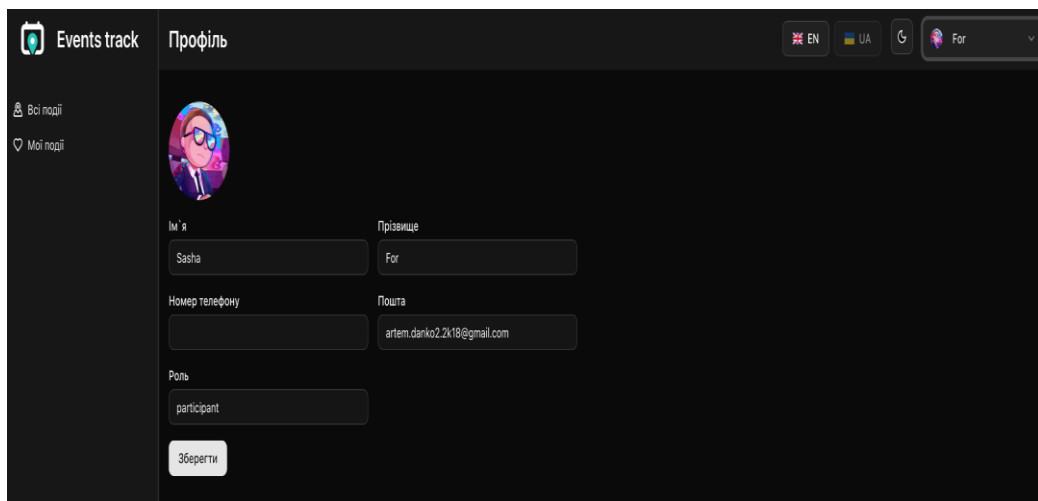 Events track
Профіль
EN
UA
For
Всі події
Мої події
Ім`я
Прізвище
Sasha
For
Номер телефону
Пошта
artem.danko2.2k18@gmail.com
Роль
participant
Зберегти